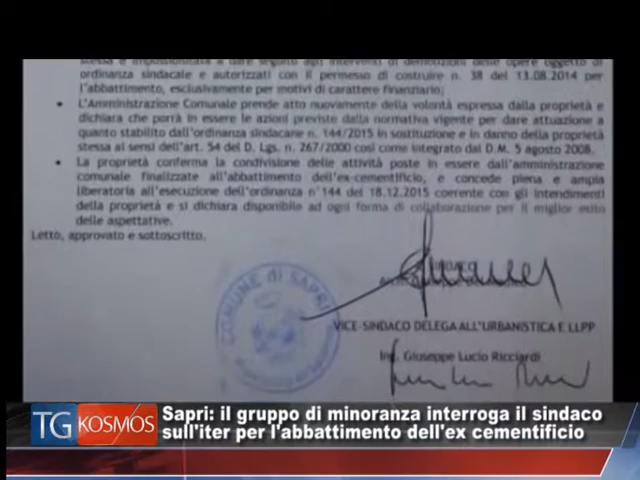 stessa e impossibilitata a dare seguito agli interventi di demolizioni delle opere oggetto di
ordinanza sindacale e autorizzati con il permesso di costruire n. 38 del 13.08.2014 per
l'abbattimento, esclusivamente per motivi di carattere finanziario;
• L'Amministrazione Comunale prende atto nuovamente della volontà espressa dalla proprietà e
dichiara che porrà in essere le azioni previste dalla normativa vigente per dare attuazione a
quanto stabilito dall'ordinanza sindacane n. 144/2015 in sostituzione e in danno della proprietà
stessa ai sensi dell'art. 54 del D. Lgs. n. 267/2000 così come integrato dal D.M. 5 agosto 2008.
• La proprietà conferma la condivisione delle attività poste in essere dall'amministrazione
comunale finalizzate all'abbattimento dell'ex-cementificio, e concede piena e ampia
liberatoria all'esecuzione dell'ordinanza n°144 del 18.12.2015 coerente con gli intendimenti
della proprietà e si dichiara disponibile ad ogni forma di collaborazione per il miglior esito
delle aspettative.
Letto, approvato e sottoscritto.
COMUNE di SAPRI
VICE-SINDACO DELEGA ALL'URBANISTICA E LLPP
Ing. Giuseppe Lucio Ricciardi
TG KOSMOS
Sapri: il gruppo di minoranza interroga il sindaco
sull'iter per l'abbattimento dell'ex cementificio